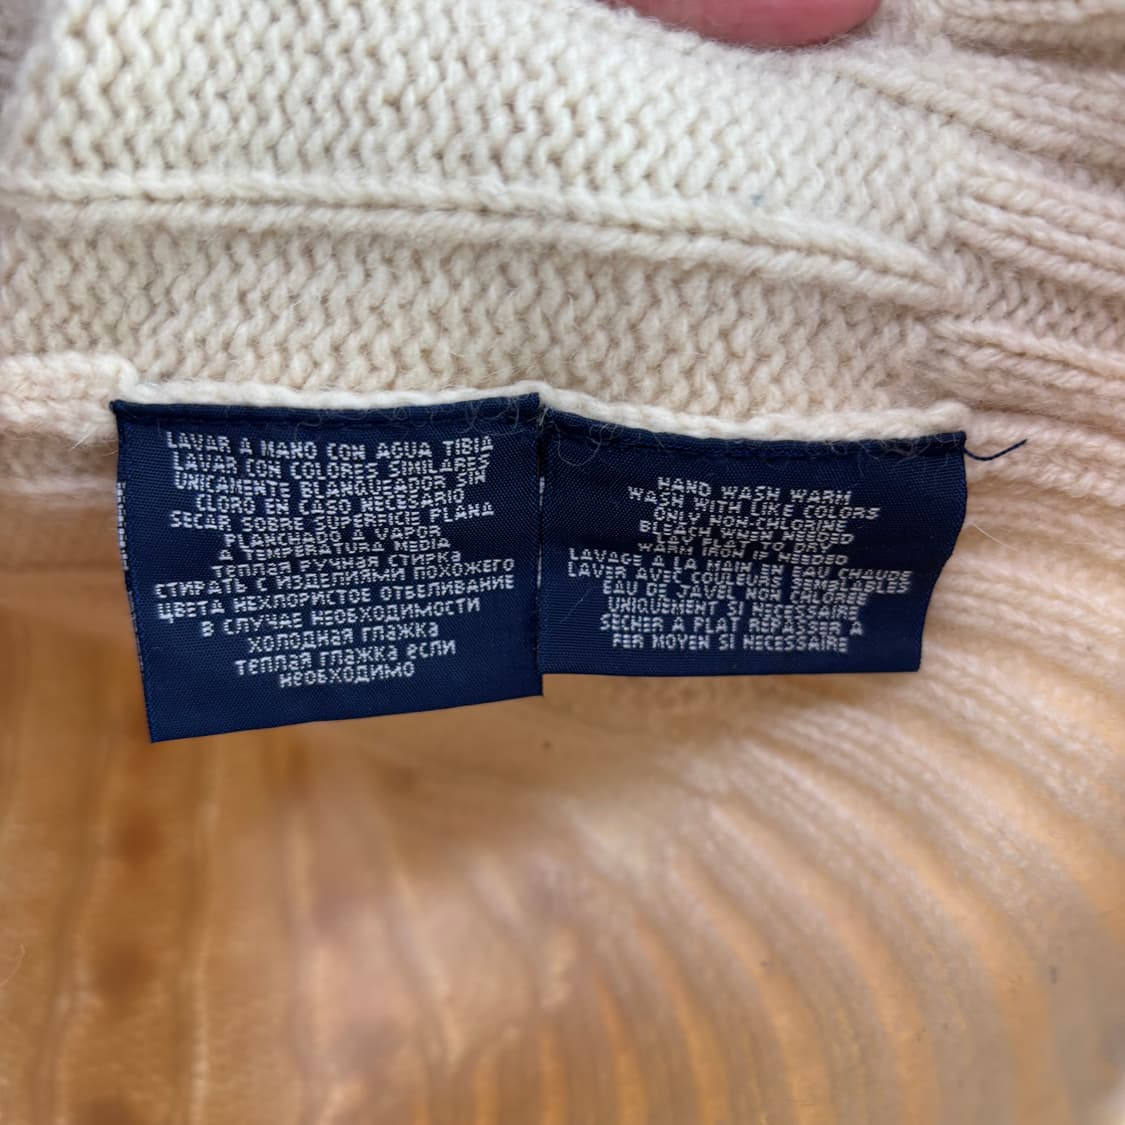 LAVAR A MANO CON AGUA TIBIA
LAVAR CON COLORES SIMILARES
UNICAMENTE BLANQUEADOR SIN
CLORO EN CASO NECESARIO
SECAR SOBRE SUPERFICIE PLANA
PLANCHADO A VAPOR
A TEMPERATURA MEDIA
ТЕПЛАЯ РУЧНАЯ СТИРКА
СТИРАТЬ С ИЗДЕЛИЯМИ ПОХОЖЕГО
ЦВЕТА НЕХЛОРИСТОЕ ОТБЕЛИВАНИЕ
В СЛУЧАЕ НЕОБХОДИМОСТИ
ХОЛОДНАЯ ГЛАЖКА
ТЕПЛАЯ ГЛАЖКА ЕСЛИ
НЕОБХОДИМО
HAND WASH WARM
WASH WITH LIKE COLORS
ONLY NON-CHLORINE
BLEACH WHEN NEEDED
LAY FLAT TO DRY
WARM IRON IF NEEDED
LAVAGE A LA MAIN EN EAU CHAUDE
LAVER AVEC COULEURS SEMBLABLES
EAU DE JAVEL NON CHLOREE
UNIQUEMENT SI NECESSAIRE
SECHER A PLAT REPASSER A
FER MOYEN SI NECESSAIRE